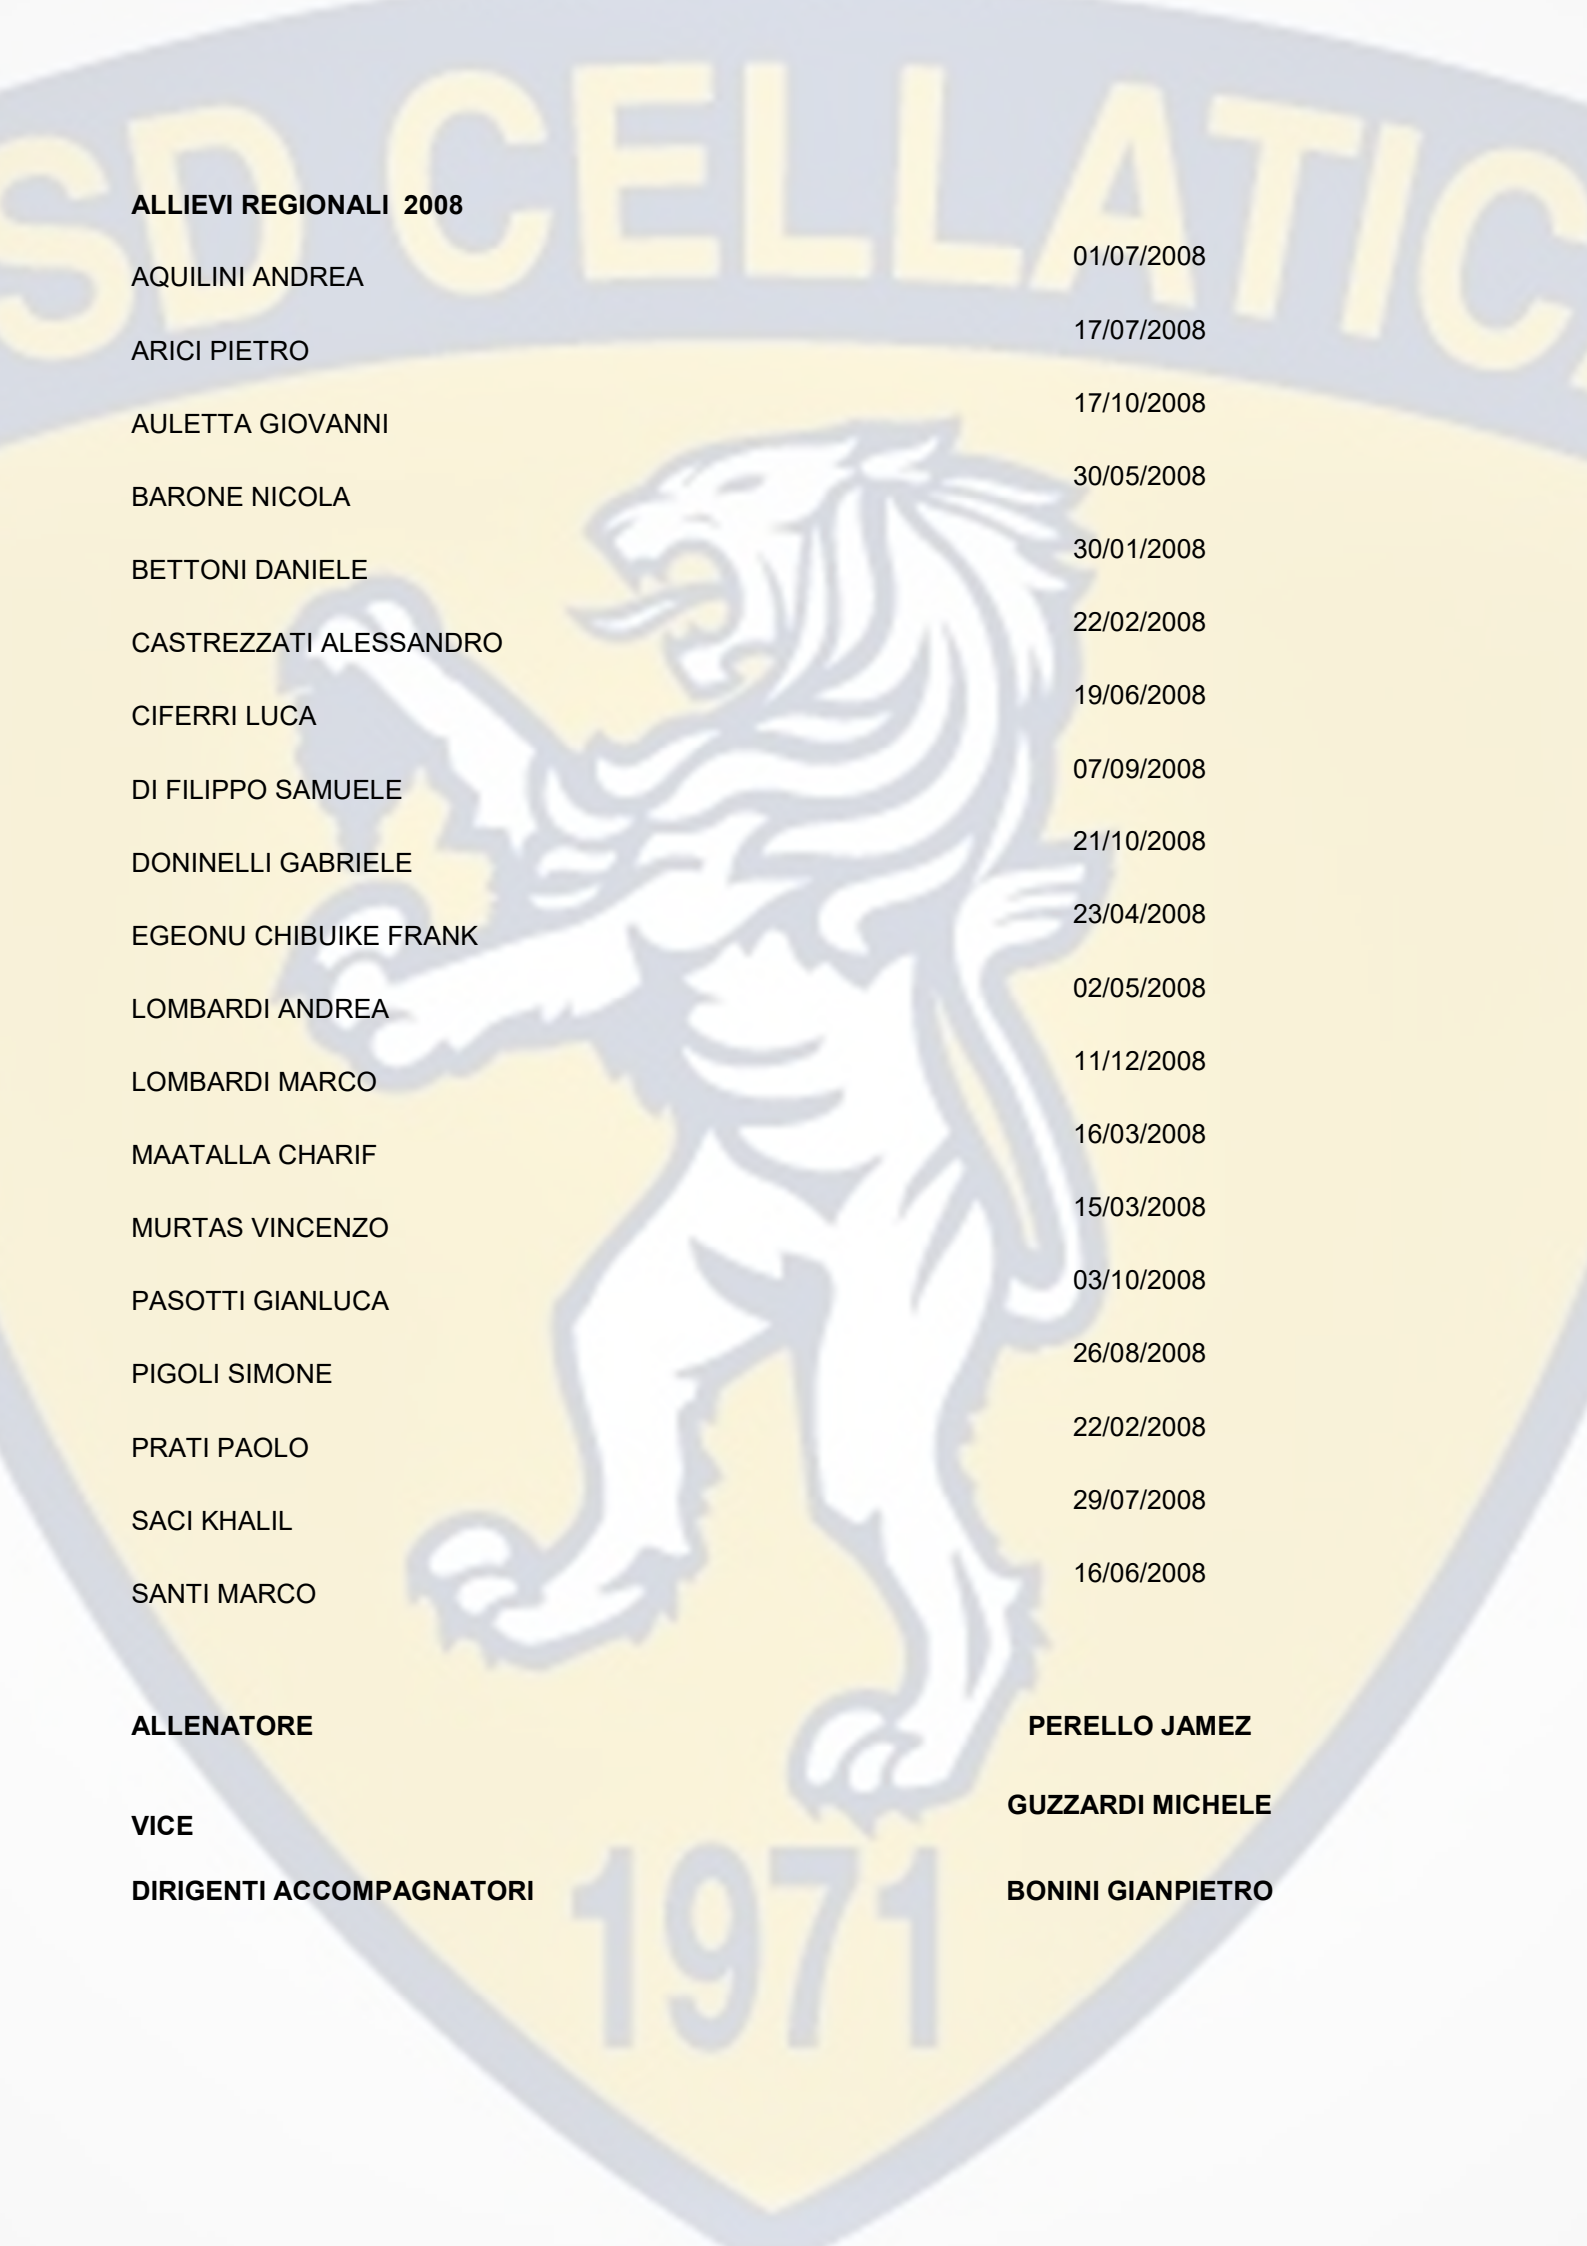 SD CELLATICA
ALLIEVI REGIONALI 2008
AQUILINI ANDREA 01/07/2008
ARICI PIETRO 17/07/2008
AULETTA GIOVANNI 17/10/2008
BARONE NICOLA 30/05/2008
BETTONI DANIELE 30/01/2008
CASTREZZATI ALESSANDRO 22/02/2008
CIFERRI LUCA 19/06/2008
DI FILIPPO SAMUELE 07/09/2008
DONINELLI GABRIELE 21/10/2008
EGEONU CHIBUIKE FRANK 23/04/2008
LOMBARDI ANDREA 02/05/2008
LOMBARDI MARCO 11/12/2008
MAATALLA CHARIF 16/03/2008
MURTAS VINCENZO 15/03/2008
PASOTTI GIANLUCA 03/10/2008
PIGOLI SIMONE 26/08/2008
PRATI PAOLO 22/02/2008
SACI KHALIL 29/07/2008
SANTI MARCO 16/06/2008
ALLENATORE PERELLO JAMEZ
VICE GUZZARDI MICHELE
DIRIGENTI ACCOMPAGNATORI BONINI GIANPIETRO
1971